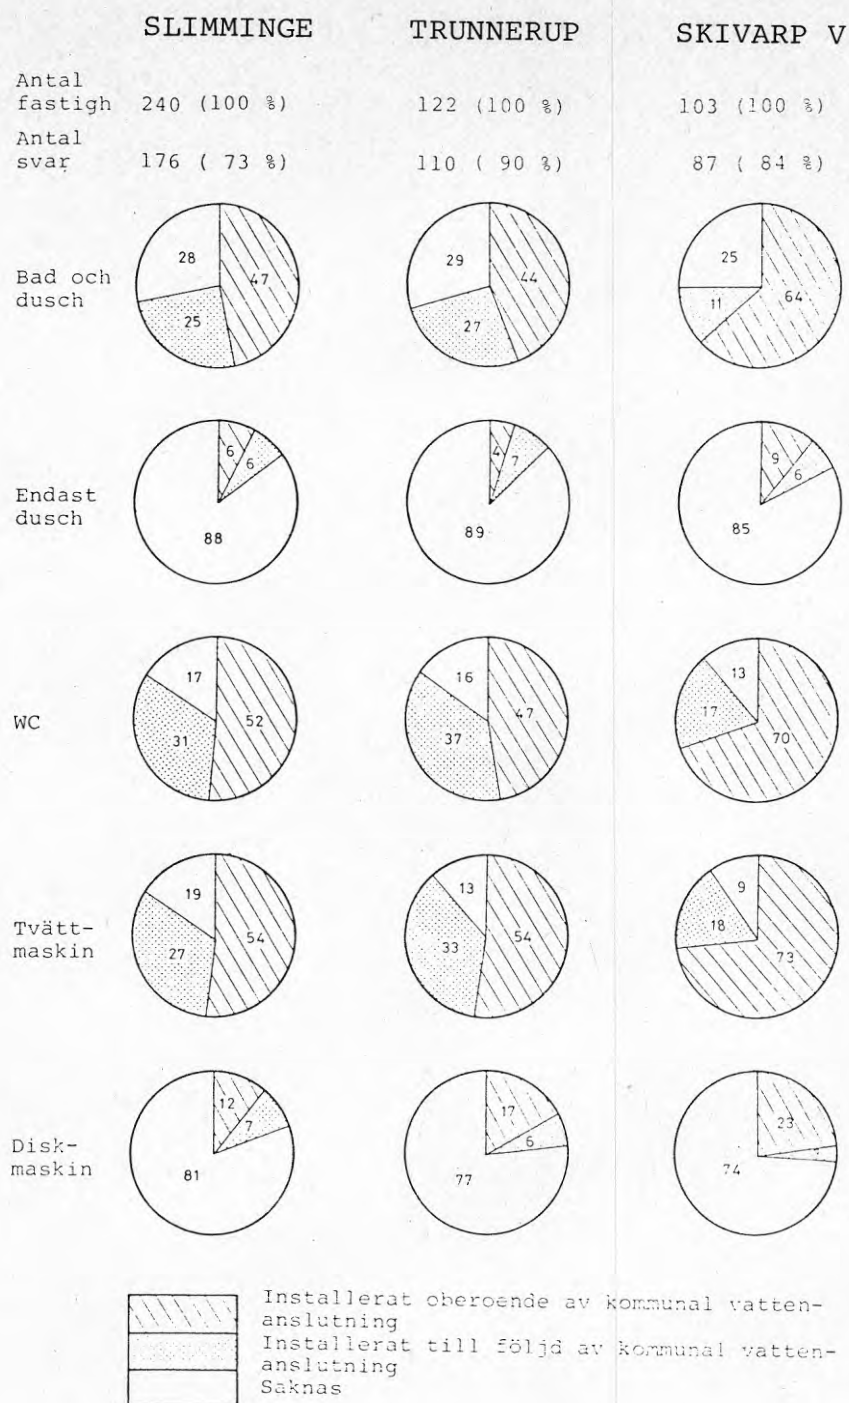 SLIMMINGE TRUNNERUP SKIVARP V
Antal
fastigh 240 (100 %) 122 (100 %) 103 (100 %)
Antal
svar 176 ( 73 %) 110 ( 90 %) 87 ( 84 %)
Bad och
dusch
28 47 25
29 44 27
25 64 11
Endast
dusch
6 6 88
4 7 89
9 6 85
WC
17 52 31
16 47 37
13 17 70
Tvätt-
maskin
19 54 27
13 54 33
9 18 73
Disk-
maskin
12 7 81
17 6 77
23 74
Installerat oberoende av kommunal vatten-
anslutning
Installerat till följd av kommunal vatten-
anslutning
Saknas